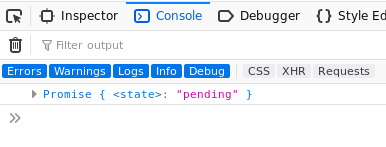 Inspector Console Debugger Style Ed
Filter output
Errors Warnings Logs Info Debug CSS XHR Requests
Promise { <state>: "pending" }